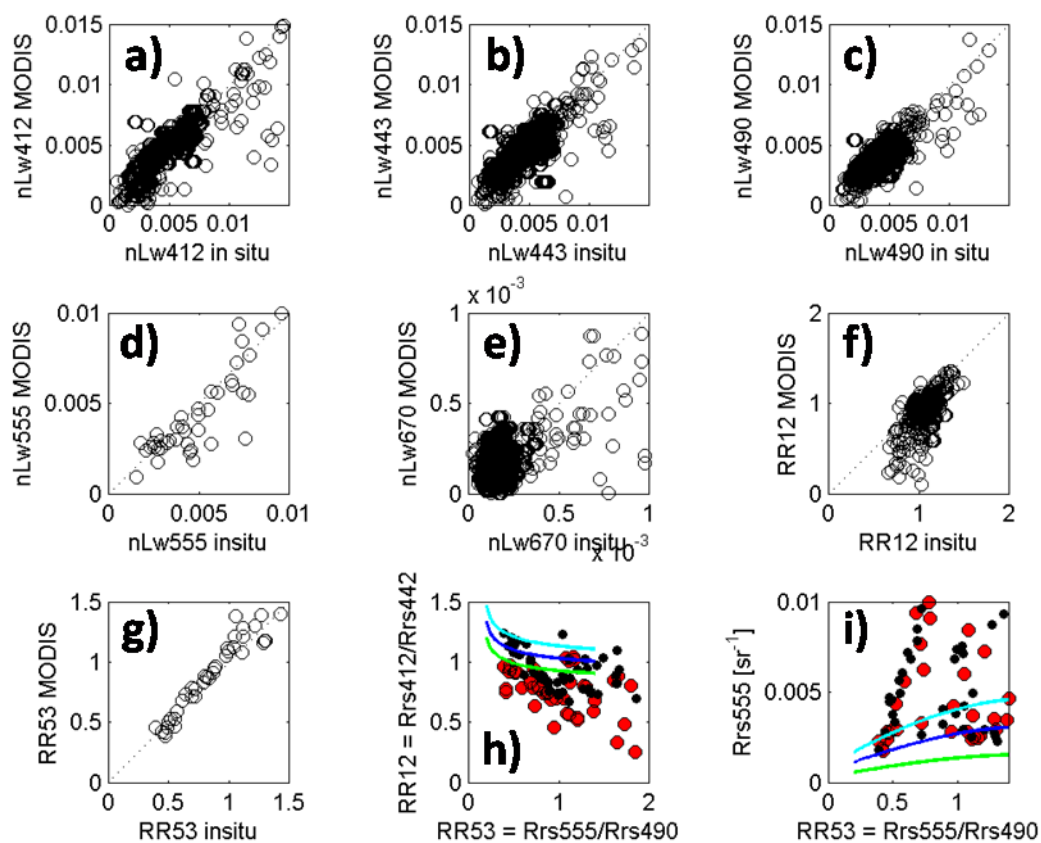 a)
nLw412 MODIS
0.015
0.01
0.005
0
0 0.005 0.01
nLw412 in situ
b)
nLw443 MODIS
0.015
0.01
0.005
0
0 0.005 0.01
nLw443 insitu
c)
nLw490 MODIS
0.015
0.01
0.005
0
0 0.005 0.01
nLw490 in situ
d)
nLw555 MODIS
0.01
0.005
0
0 0.005 0.01
nLw555 insitu
e)
x 10-3
nLw670 MODIS
1
0.5
0
0 0.5 1
nLw670 insitu
x 10-3
f)
RR12 MODIS
2
1
0
0 1 2
RR12 insitu
g)
RR53 MODIS
1.5
1
0.5
0
0 0.5 1 1.5
RR53 insitu
h)
RR12 = Rrs412/Rrs442
1.5
1
0.5
0
0 1 2
RR53 = Rrs555/Rrs490
i)
Rrs555 [sr-1]
0.01
0.005
0
0 0.5 1
RR53 = Rrs555/Rrs490